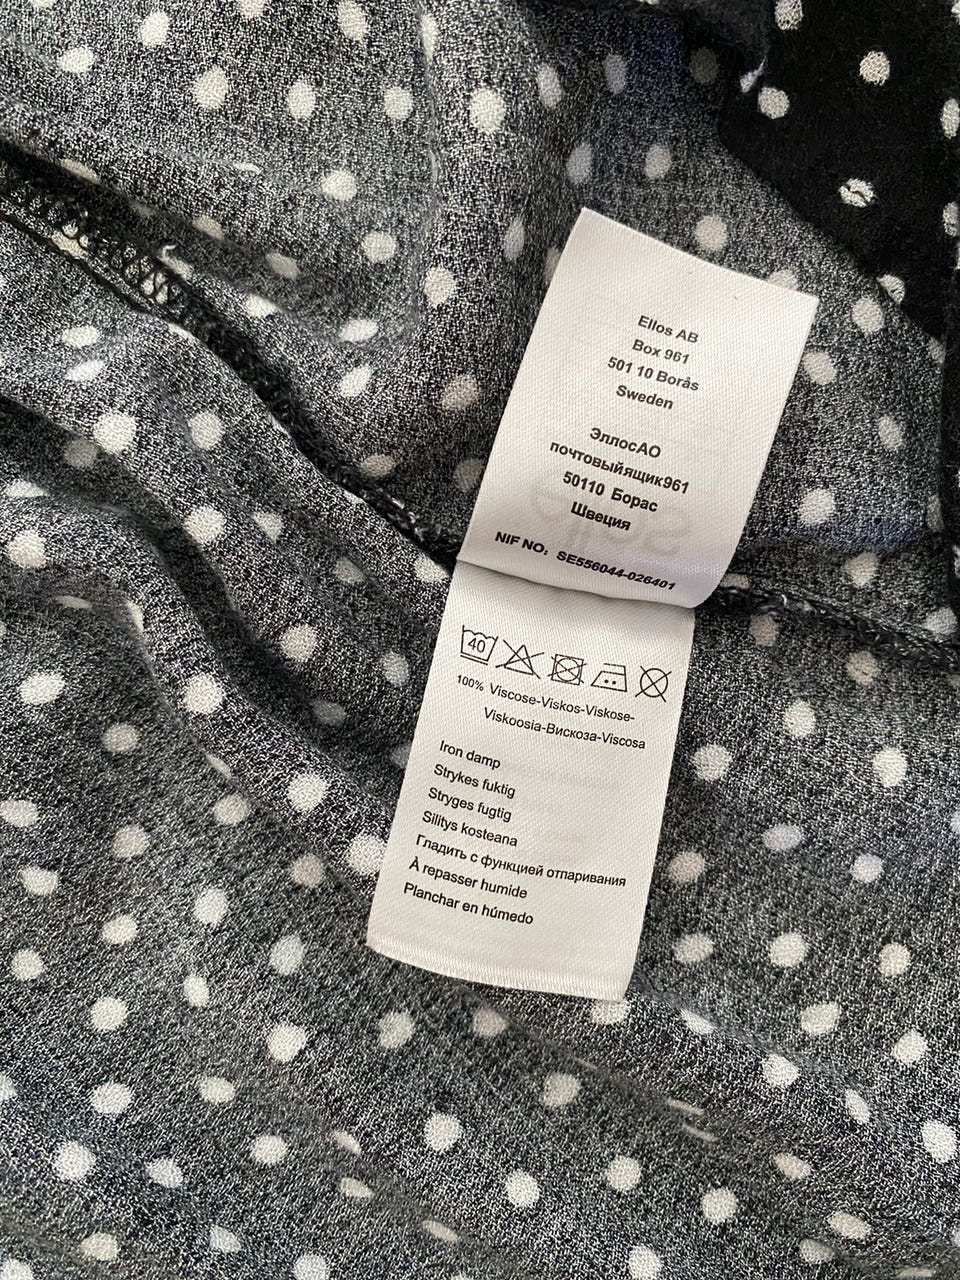 Ellos AB
Box 961
501 10 Borås
Sweden
ЭллосАО
почтовыйящик961
50110 Борас
Швеция
NIF NO: SE556044-026401
40
100% Viscose-Viskos-Viskose-
Viskoosia-Вискоза-Viscosa
Iron damp
Strykes fuktig
Stryges fugtig
Silitys kosteana
Гладить с функцией отпаривания
À repasser humide
Planchar en húmedo